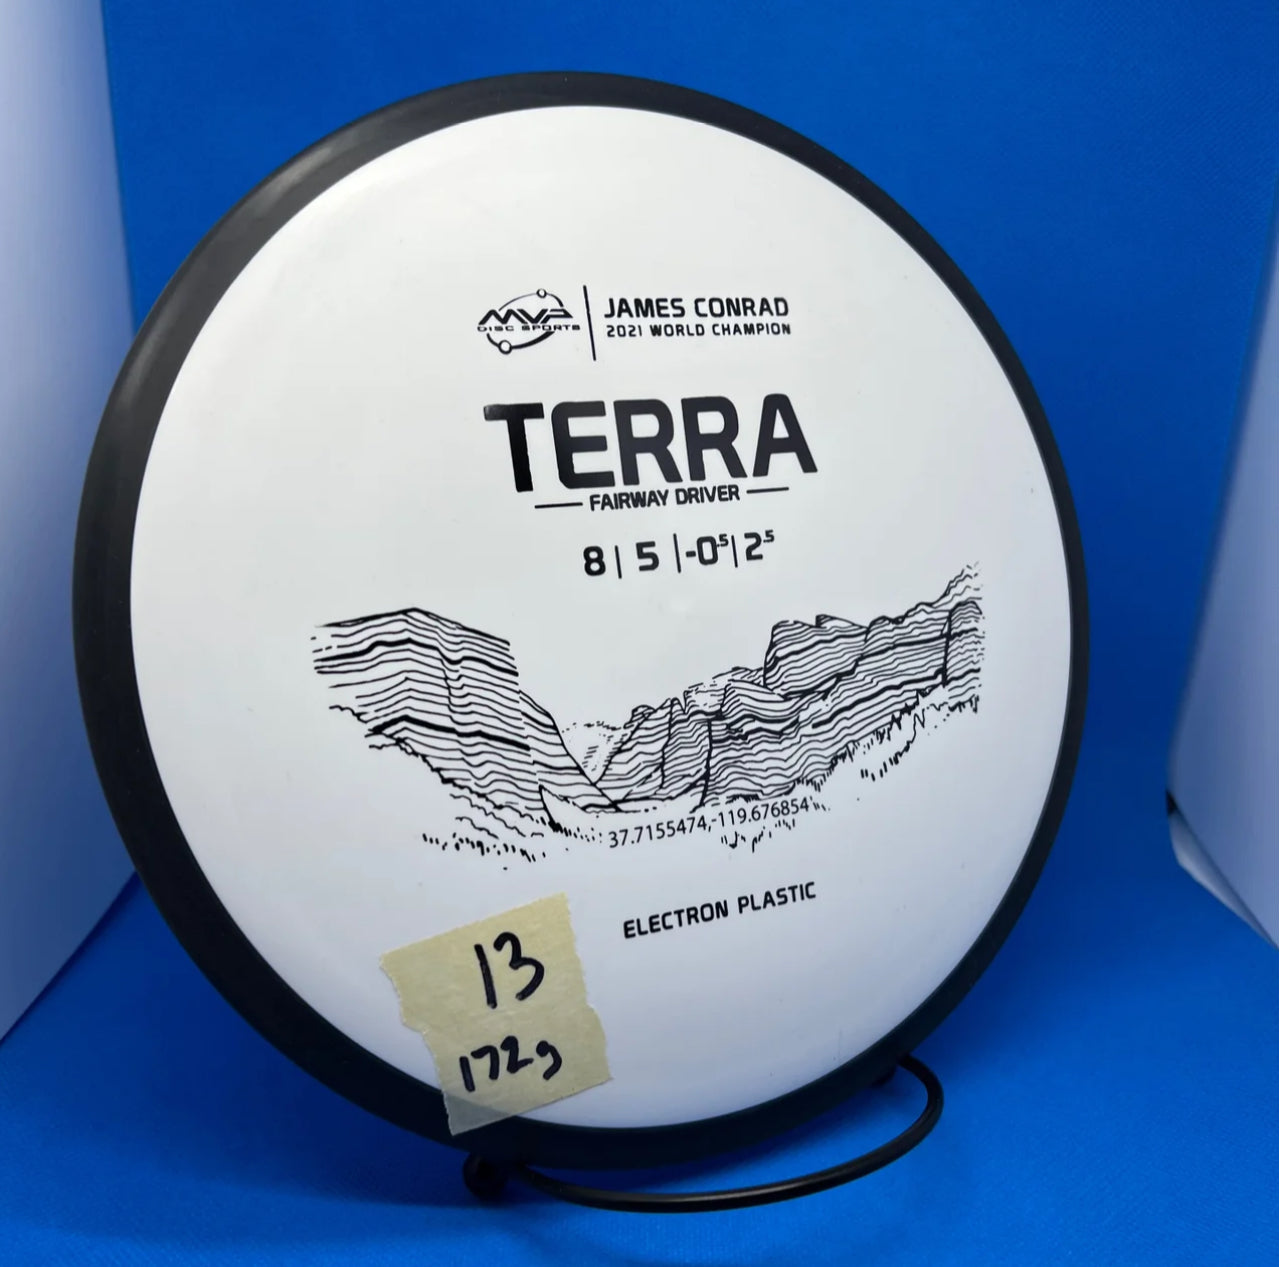 MVP
DISC SPORTS
JAMES CONRAD
2021 WORLD CHAMPION
TERRA
FAIRWAY DRIVER
8 | 5 | -0⁵ | 2⁵
37.7155474,-119.676854
ELECTRON PLASTIC
13
172g